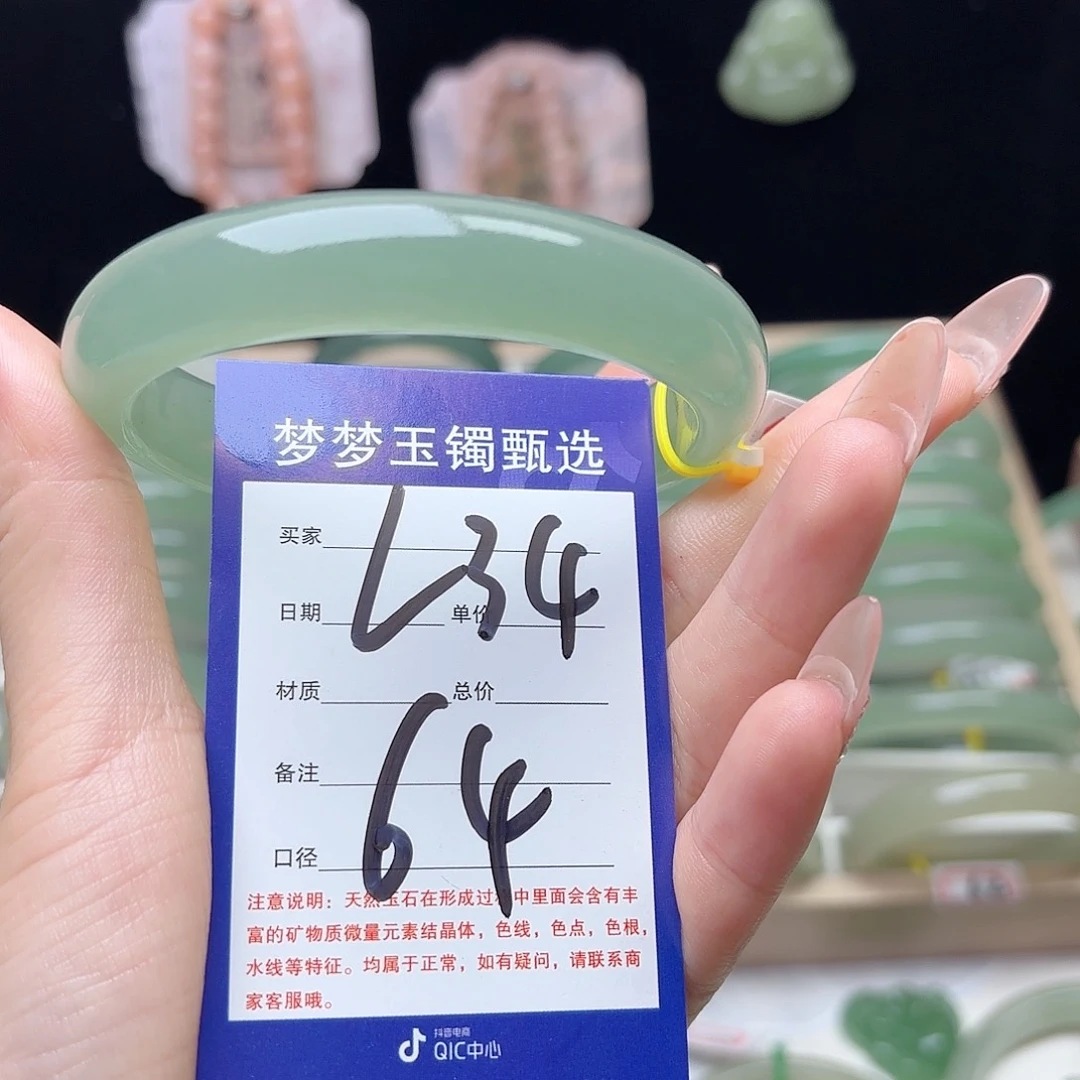 梦梦玉镯甄选
买家
L34
日期 单价
材质 总价
64
备注
口径
注意说明：天然玉石在形成过程中里面会含有丰
富的矿物质微量元素结晶体，色线，色点，色根，
水线等特征。均属于正常，如有疑问，请联系商
家客服哦。
抖音电商
QIC中心